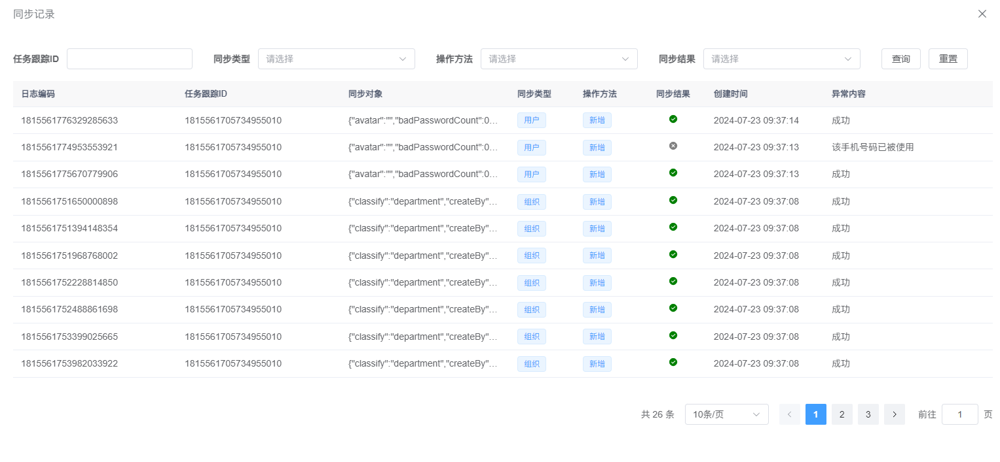 同步记录
任务跟踪ID 同步类型 请选择 操作方法 请选择 同步结果 请选择 查询 重置
日志编码 任务跟踪ID 同步对象 同步类型 操作方法 同步结果 创建时间 异常内容
1815561776329285633 1815561705734955010 {"avatar":"","badPasswordCount":0… 用户 新增 2024-07-23 09:37:14 成功
1815561774953553921 1815561705734955010 {"avatar":"","badPasswordCount":0… 用户 新增 2024-07-23 09:37:13 该手机号码已被使用
1815561775670779906 1815561705734955010 {"avatar":"","badPasswordCount":0… 用户 新增 2024-07-23 09:37:13 成功
1815561751650000898 1815561705734955010 {"classify":"department","createBy"… 组织 新增 2024-07-23 09:37:08 成功
1815561751394148354 1815561705734955010 {"classify":"department","createBy"… 组织 新增 2024-07-23 09:37:08 成功
1815561751968768002 1815561705734955010 {"classify":"department","createBy"… 组织 新增 2024-07-23 09:37:08 成功
1815561752228814850 1815561705734955010 {"classify":"department","createBy"… 组织 新增 2024-07-23 09:37:08 成功
1815561752488861698 1815561705734955010 {"classify":"department","createBy"… 组织 新增 2024-07-23 09:37:08 成功
1815561753399025665 1815561705734955010 {"classify":"department","createBy"… 组织 新增 2024-07-23 09:37:08 成功
1815561753982033922 1815561705734955010 {"classify":"department","createBy"… 组织 新增 2024-07-23 09:37:08 成功
共 26 条 10条/页 1 2 3 前往 1 页